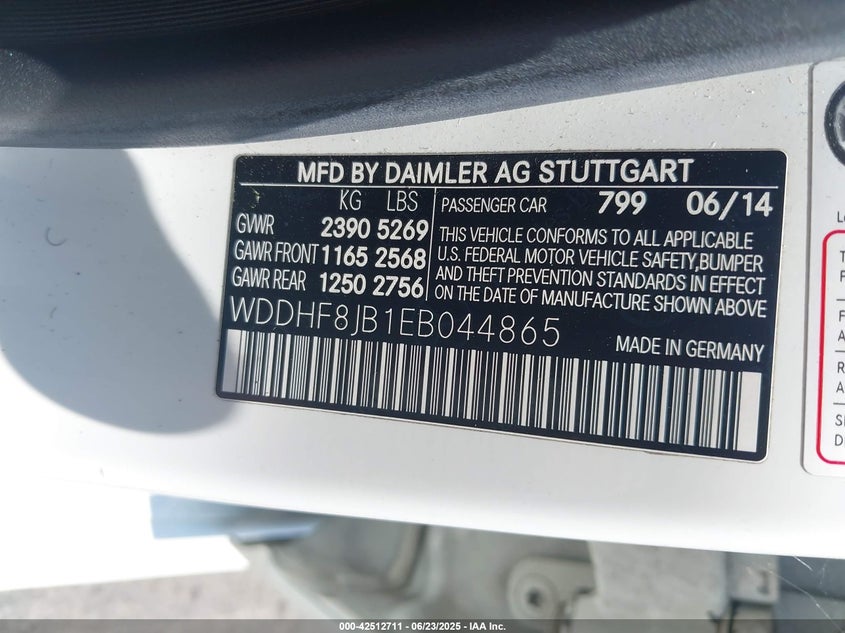 MFD BY DAIMLER AG STUTTGART
KG LBS
GVWR 2390 5269
GAWR FRONT 1165 2568
GAWR REAR 1250 2756
PASSENGER CAR 799 06/14
THIS VEHICLE CONFORMS TO ALL APPLICABLE
U.S. FEDERAL MOTOR VEHICLE SAFETY,BUMPER
AND THEFT PREVENTION STANDARDS IN EFFECT
ON THE DATE OF MANUFACTURE SHOWN ABOVE
WDDHF8JB1EB044865
MADE IN GERMANY
000-42512711 - 06/23/2025 - IAA Inc.